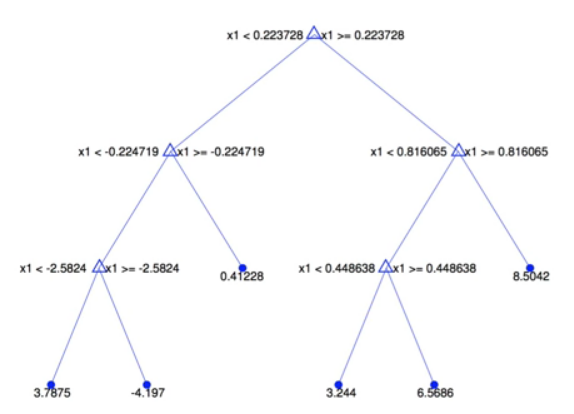 x1 < 0.223728 x1 >= 0.223728
x1 < -0.224719 x1 >= -0.224719 x1 < 0.816065 x1 >= 0.816065
x1 < -2.5824 x1 >= -2.5824 0.41228 x1 < 0.448638 x1 >= 0.448638 8.5042
3.7875 -4.197 3.244 6.5686